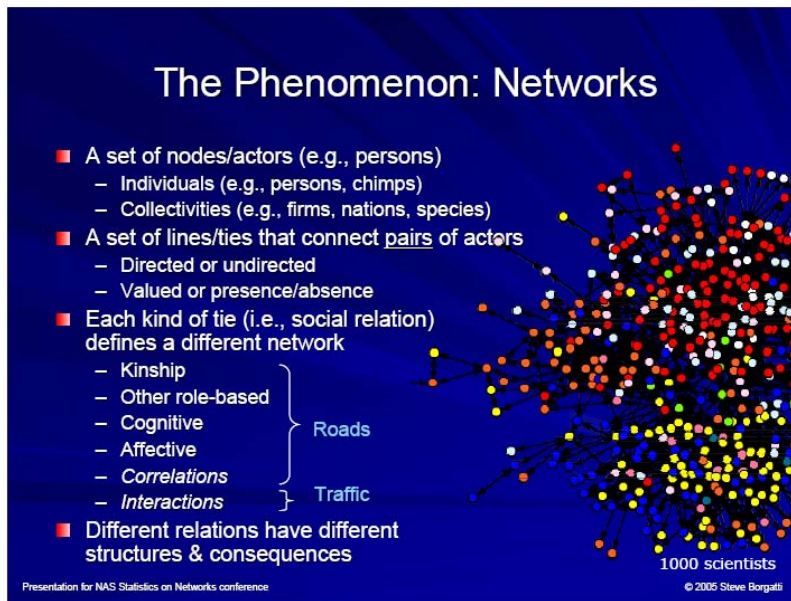 The Phenomenon: Networks
A set of nodes/actors (e.g., persons)
– Individuals (e.g., persons, chimps)
– Collectivities (e.g., firms, nations, species)
A set of lines/ties that connect pairs of actors
– Directed or undirected
– Valued or presence/absence
Each kind of tie (i.e., social relation)
defines a different network
– Kinship
– Other role-based
– Cognitive
– Affective
– Correlations
– Interactions
Roads
Traffic
Different relations have different
structures & consequences
1000 scientists
Presentation for NAS Statistics on Networks conference
© 2005 Steve Borgatti